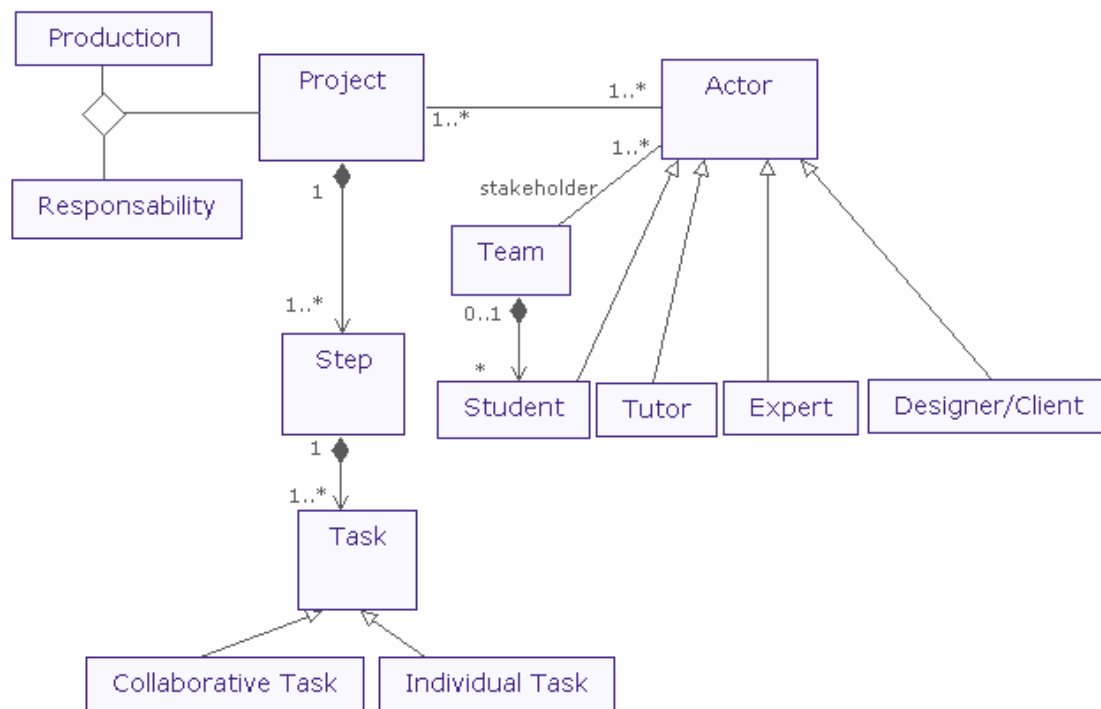 Production
Project
Actor
1..*
1..*
1..*
Responsability
1
stakeholder
Team
0..1
1..*
Step
*
Student
Tutor
Expert
Designer/Client
1
1..*
Task
Collaborative Task
Individual Task